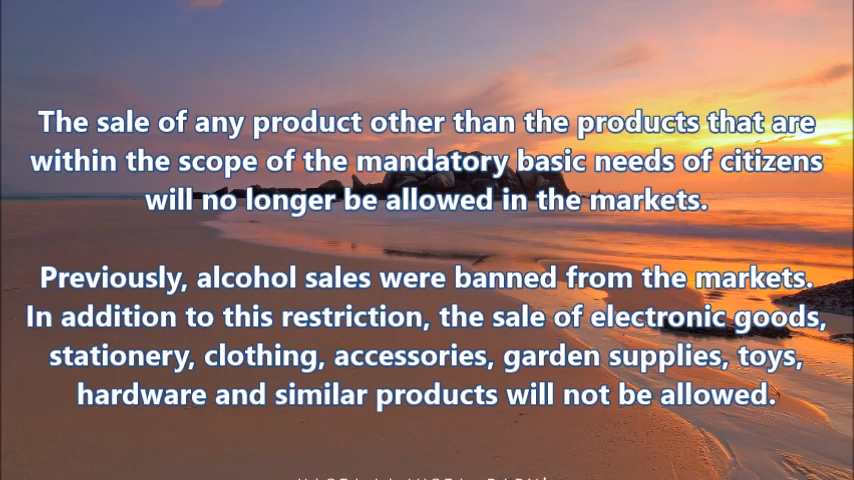 The sale of any product other than the products that are
within the scope of the mandatory basic needs of citizens
will no longer be allowed in the markets.
Previously, alcohol sales were banned from the markets.
In addition to this restriction, the sale of electronic goods,
stationery, clothing, accessories, garden supplies, toys,
hardware and similar products will not be allowed.